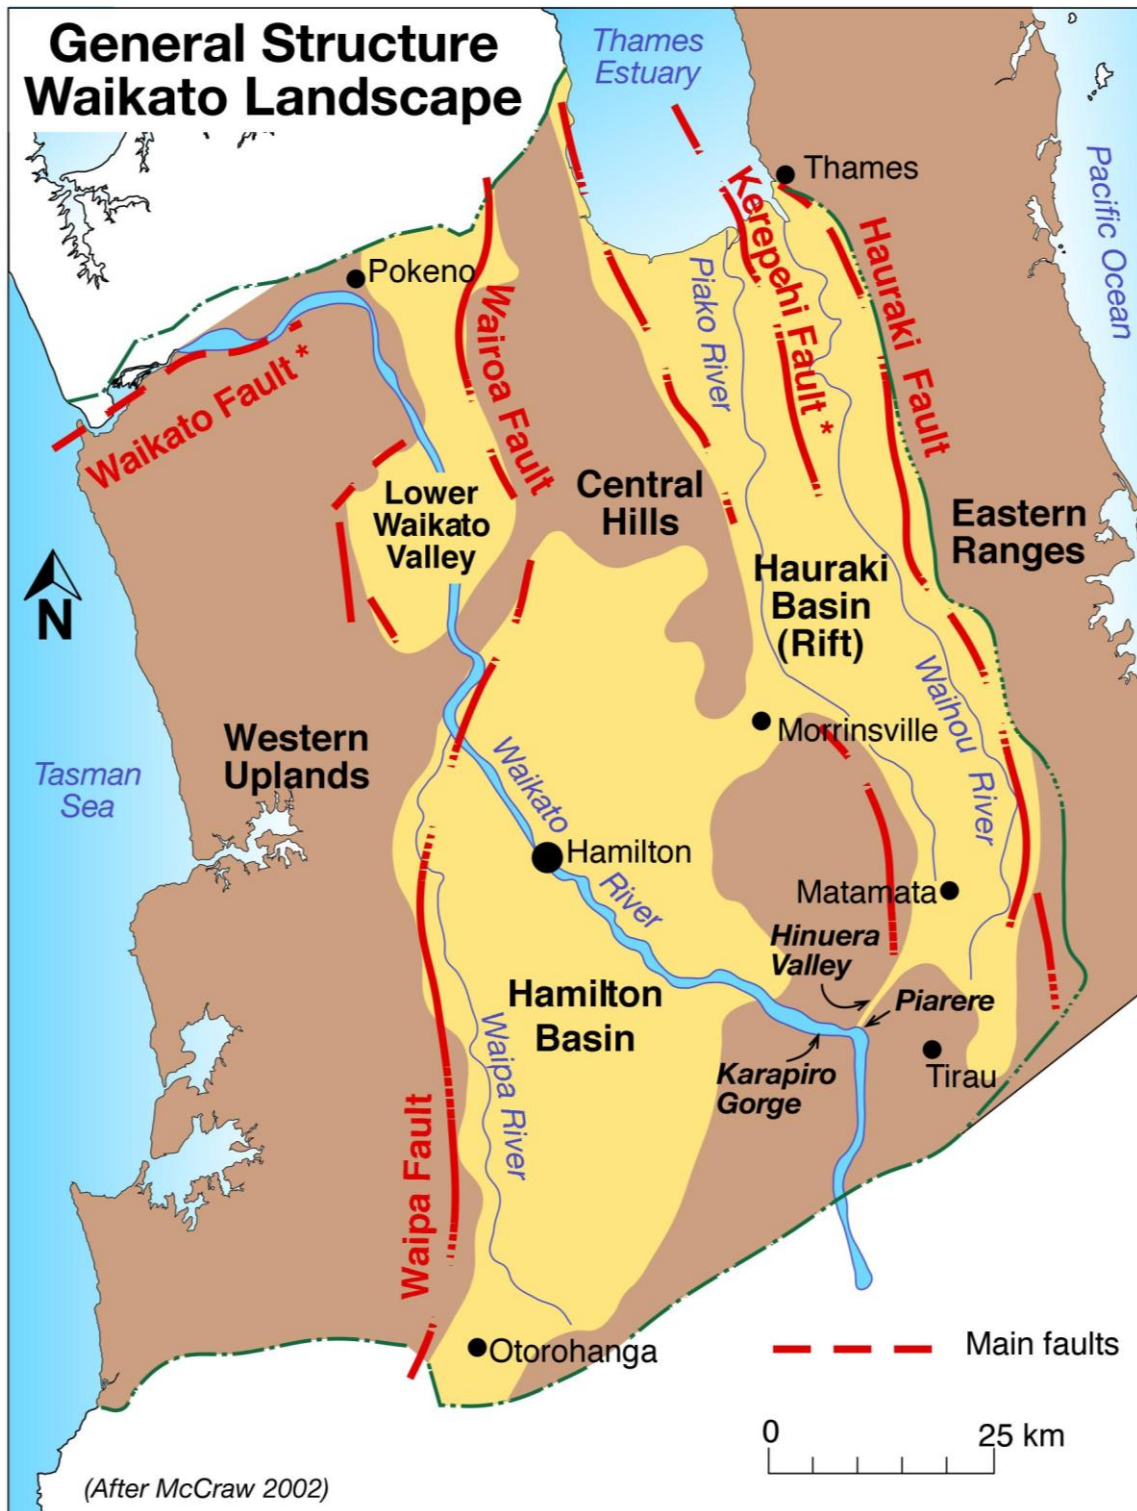 General Structure
Waikato Landscape
Thames
Estuary
Thames
Pacific Ocean
Pokeno
Kerepehi Fault *
Hauraki Fault
Piako River
Wairoa Fault
Waikato Fault *
Lower
Waikato
Valley
Central
Hills
Eastern
Ranges
Hauraki
Basin
(Rift)
N
Waihou River
Western
Uplands
Morrinsville
Tasman
Sea
Waikato River
Hamilton
Matamata
Hinuera
Valley
Piarere
Hamilton
Basin
Karapiro
Gorge
Tirau
Waipa River
Waipa Fault
Otorohanga
Main faults
0 25 km
(After McCraw 2002)